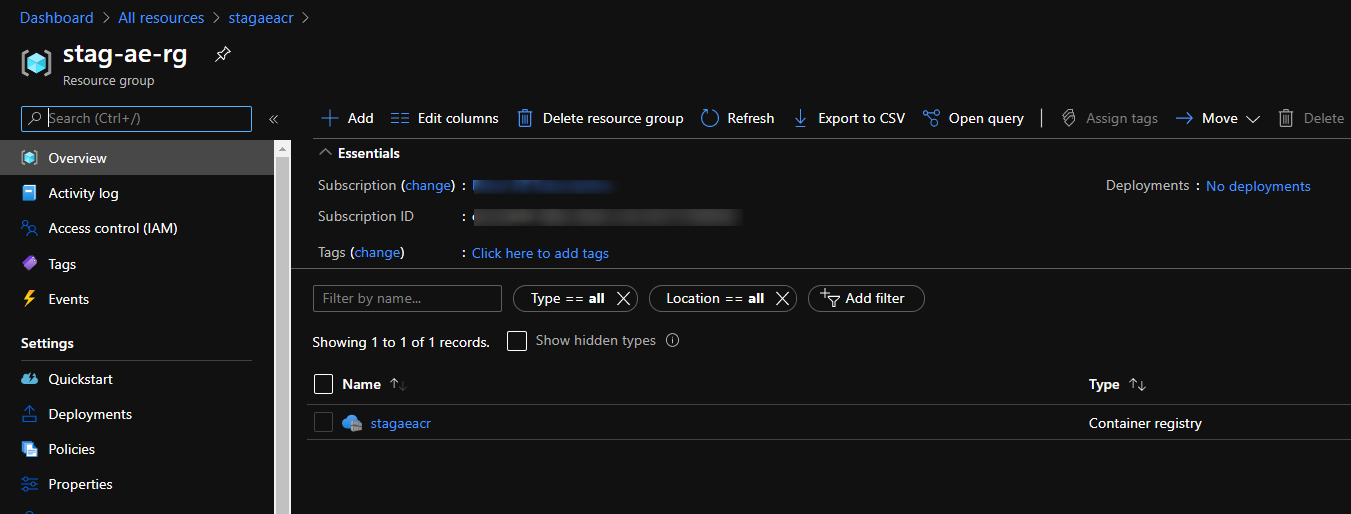 Dashboard > All resources > stagaeacr >
stag-ae-rg
Resource group
Search (Ctrl+/)
«
Overview
Activity log
Access control (IAM)
Tags
Events
Settings
Quickstart
Deployments
Policies
Properties
Add Edit columns Delete resource group Refresh Export to CSV Open query Assign tags Move Delete
Essentials
Subscription (change) :
Deployments : No deployments
Subscription ID :
Tags (change) : Click here to add tags
Filter by name... Type == all Location == all Add filter
Showing 1 to 1 of 1 records. Show hidden types
Name ↑↓ Type ↑↓
stagaeacr Container registry